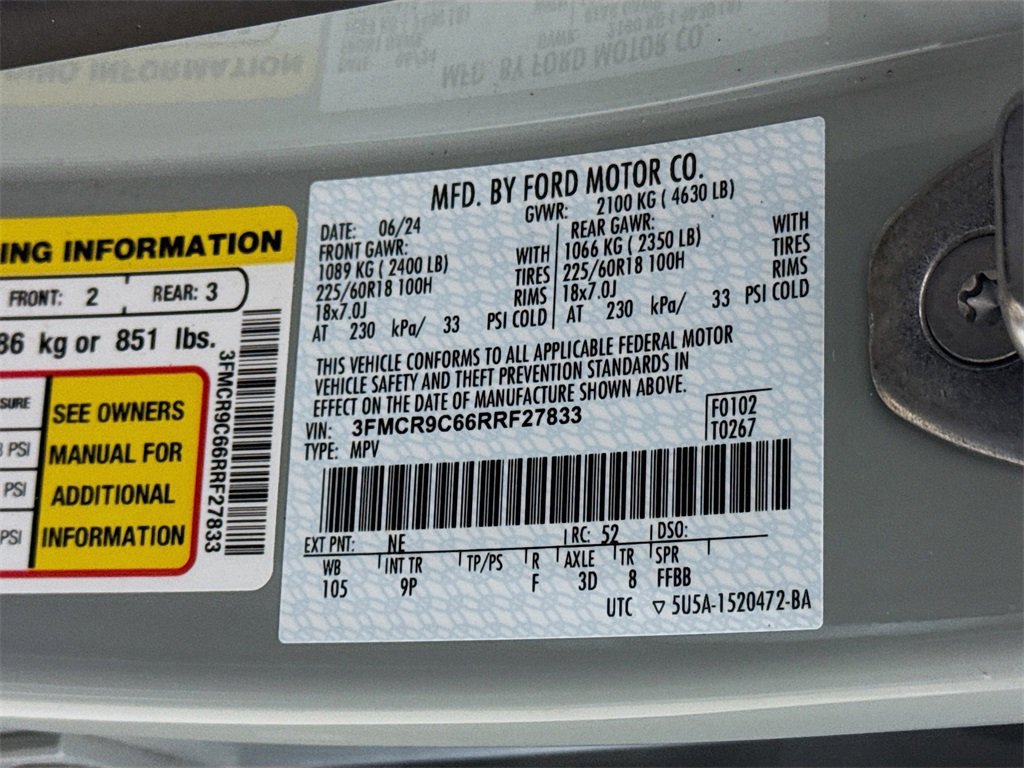 MFD. BY FORD MOTOR CO.
DATE: 06/24 GVWR: 2100 KG ( 4630 LB)
FRONT GAWR: REAR GAWR:
1089 KG ( 2400 LB) WITH 1066 KG ( 2350 LB) WITH
225/60R18 100H TIRES 225/60R18 100H TIRES
18x7.0J RIMS 18x7.0J RIMS
AT 230 kPa/ 33 PSI COLD AT 230 kPa/ 33 PSI COLD
THIS VEHICLE CONFORMS TO ALL APPLICABLE FEDERAL MOTOR
VEHICLE SAFETY AND THEFT PREVENTION STANDARDS IN
EFFECT ON THE DATE OF MANUFACTURE SHOWN ABOVE.
VIN: 3FMCR9C66RRF27833 F0102
TYPE: MPV T0267
EXT PNT: NE RC: 52 DSO:
WB INT TR TP/PS R AXLE TR SPR
105 9P F 3D 8 FFBB
UTC ▽ 5U5A-1520472-BA
ING INFORMATION
FRONT: 2 REAR: 3
86 kg or 851 lbs.
SURE
PSI
PSI
PSI
SEE OWNERS
MANUAL FOR
ADDITIONAL
INFORMATION
3FMCR9C66RRF27833